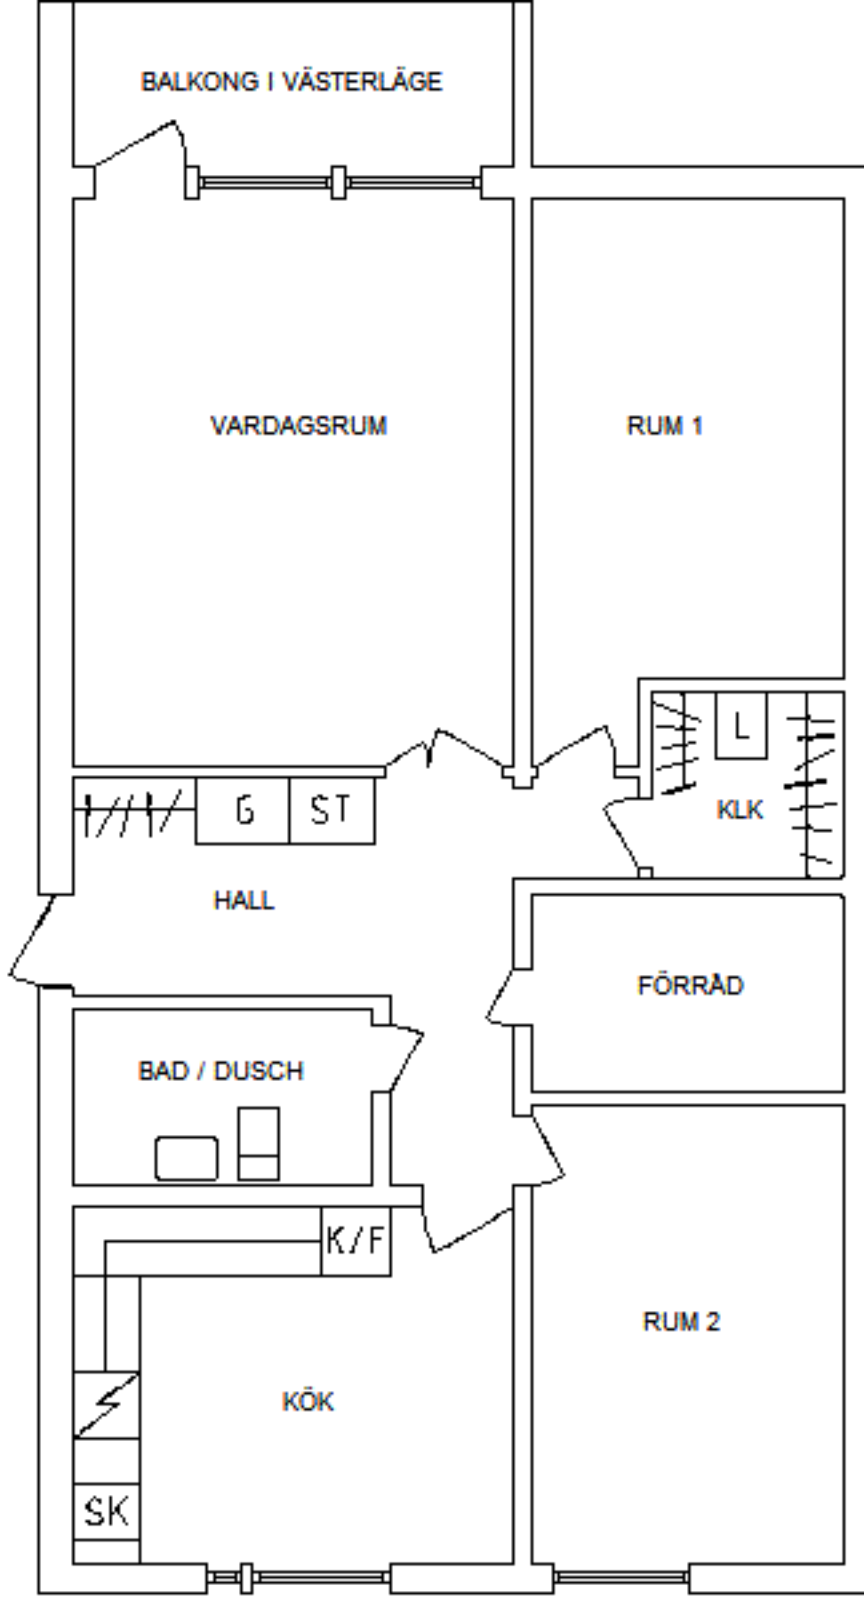 BALKONG I VÄSTERLÄGE
VARDAGSRUM
RUM 1
L
G
ST
KLK
HALL
FÖRRÅD
BAD / DUSCH
K/F
RUM 2
KÖK
SK